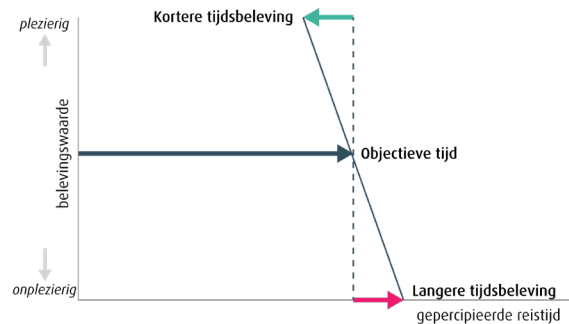 plezierig
Kortere tijdsbeleving
belevingswaarde
Objectieve tijd
onplezierig
Langere tijdsbeleving
gepercipieerde reistijd